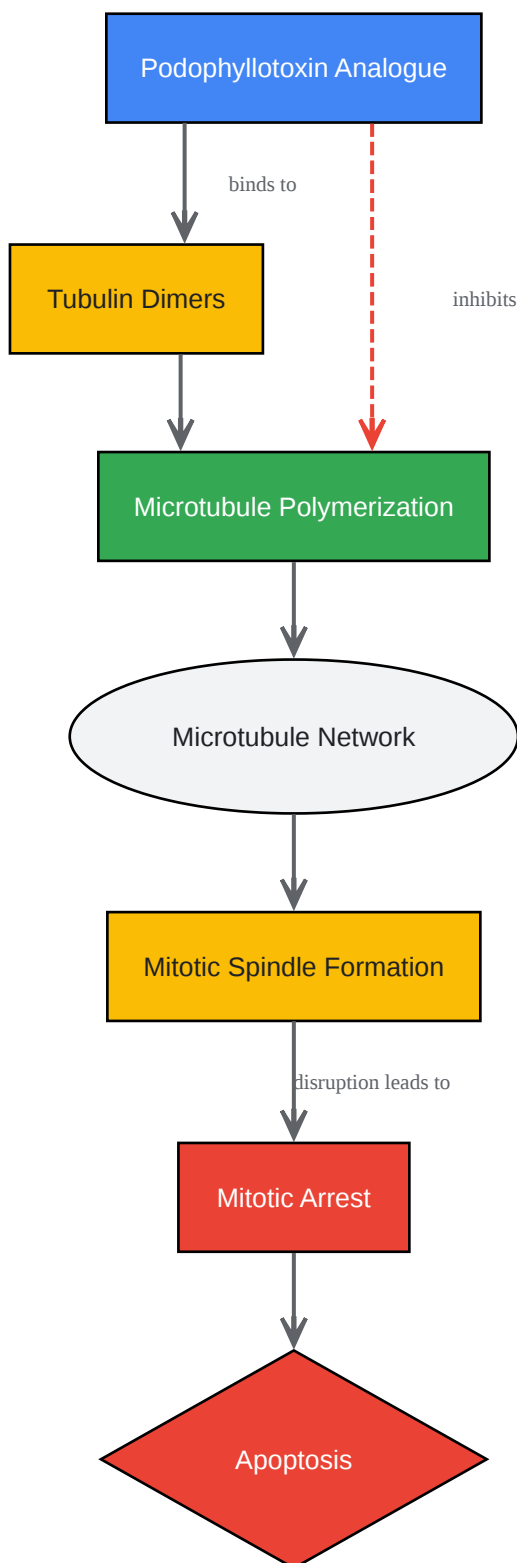 Podophyllotoxin Analogue
binds to
Tubulin Dimers
inhibits
Microtubule Polymerization
Microtubule Network
Mitotic Spindle Formation
disruption leads to
Mitotic Arrest
Apoptosis